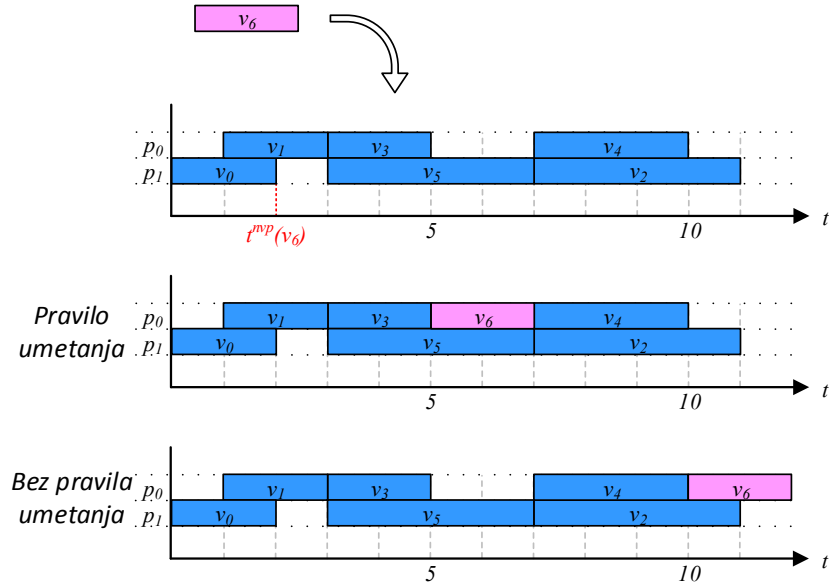 v6
p0 v1 v3 v4
p1 v0 v5 v2
t^nvp(v6) 5 10 t
Pravilo umetanja
p0 v1 v3 v6 v4
p1 v0 v5 v2
5 10 t
Bez pravila umetanja
p0 v1 v3 v4 v6
p1 v0 v5 v2
5 10 t